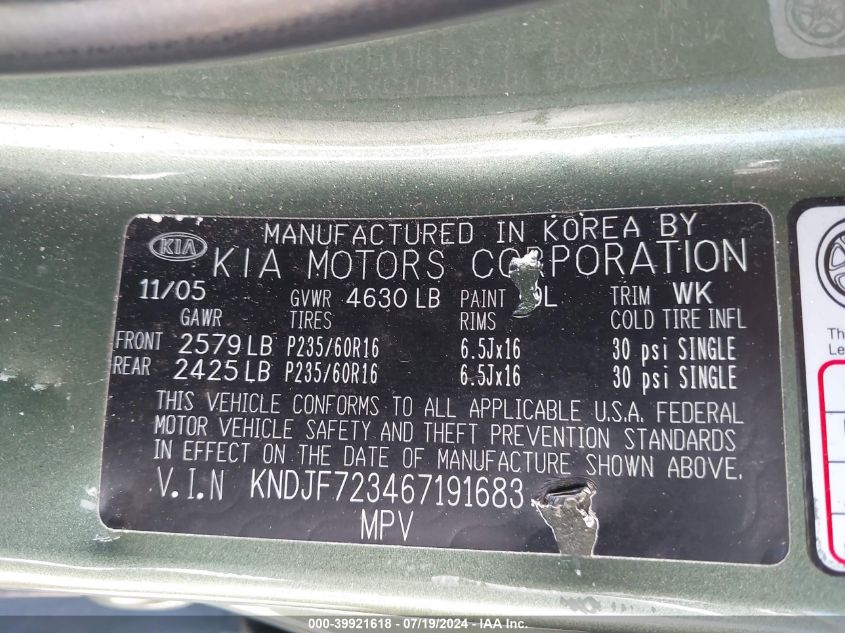 MANUFACTURED IN KOREA BY
KIA KIA MOTORS CORPORATION
11/05 GVWR 4630 LB PAINT L TRIM WK
GAWR TIRES RIMS COLD TIRE INFL
FRONT 2579 LB P235/60R16 6.5Jx16 30 psi SINGLE
REAR 2425 LB P235/60R16 6.5Jx16 30 psi SINGLE
THIS VEHICLE CONFORMS TO ALL APPLICABLE U.S.A. FEDERAL
MOTOR VEHICLE SAFETY AND THEFT PREVENTION STANDARDS
IN EFFECT ON THE DATE OF MANUFACTURE SHOWN ABOVE.
V.I.N KNDJF723467191683
MPV
Th
Le
000-39921618 - 07/19/2024 - IAA Inc.